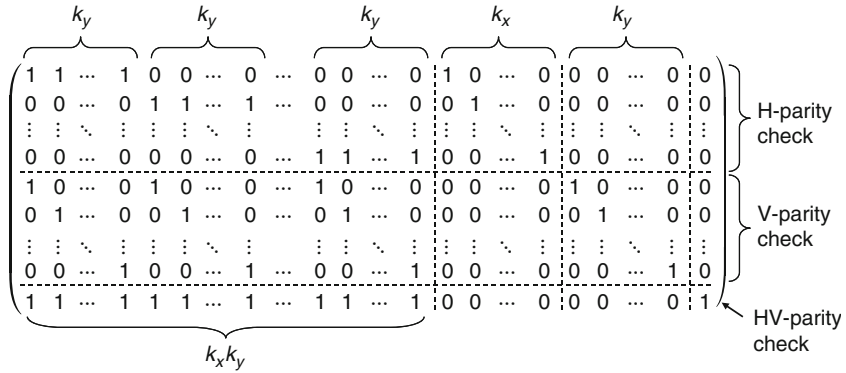 k_y k_y k_y k_x k_y
1 1 ⋯ 1 0 0 ⋯ 0 ⋯ 0 0 ⋯ 0 1 0 ⋯ 0 0 0 ⋯ 0 0
0 0 ⋯ 0 1 1 ⋯ 1 ⋯ 0 0 ⋯ 0 0 1 ⋯ 0 0 0 ⋯ 0 0
H-parity
⋮ ⋮ ⋱ ⋮ ⋮ ⋮ ⋱ ⋮ ⋮ ⋮ ⋱ ⋮ ⋮ ⋮ ⋱ ⋮ ⋮ ⋮ ⋱ ⋮ ⋮
check
0 0 ⋯ 0 0 0 ⋯ 0 ⋯ 1 1 ⋯ 1 0 0 ⋯ 1 0 0 ⋯ 0 0
1 0 ⋯ 0 1 0 ⋯ 0 ⋯ 1 0 ⋯ 0 0 0 ⋯ 0 1 0 ⋯ 0 0
0 1 ⋯ 0 0 1 ⋯ 0 ⋯ 0 1 ⋯ 0 0 0 ⋯ 0 0 1 ⋯ 0 0
V-parity
⋮ ⋮ ⋱ ⋮ ⋮ ⋮ ⋱ ⋮ ⋮ ⋮ ⋱ ⋮ ⋮ ⋮ ⋱ ⋮ ⋮ ⋮ ⋱ ⋮ ⋮
check
0 0 ⋯ 1 0 0 ⋯ 1 ⋯ 0 0 ⋯ 1 0 0 ⋯ 0 0 0 ⋯ 1 0
1 1 ⋯ 1 1 1 ⋯ 1 ⋯ 1 1 ⋯ 1 0 0 ⋯ 0 0 0 ⋯ 0 1
HV-parity
check
k_xk_y